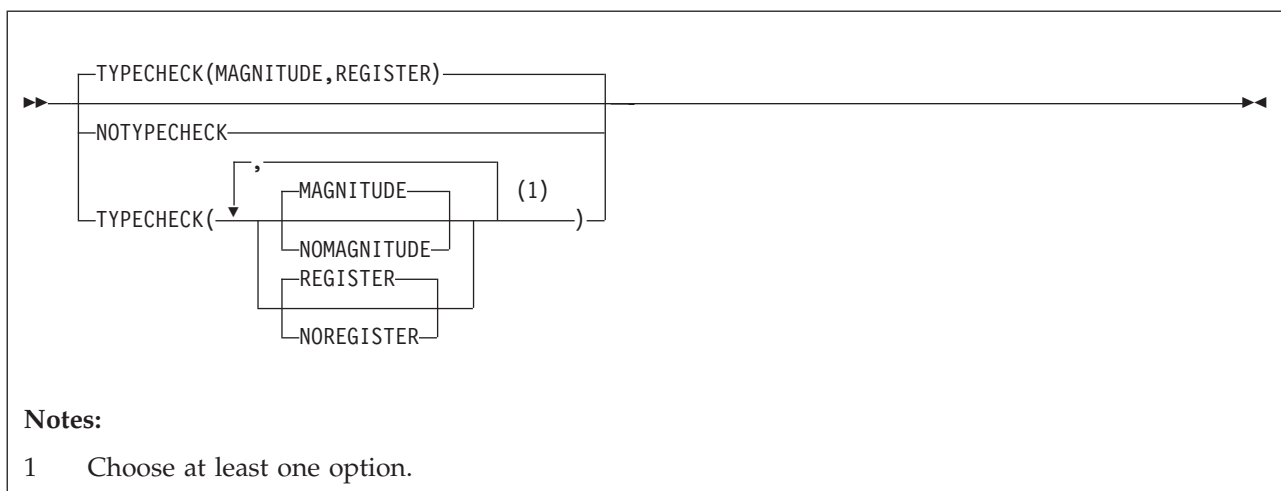 TYPECHECK(MAGNITUDE,REGISTER)
NOTYPECHECK
,
MAGNITUDE (1)
TYPECHECK( )
NOMAGNITUDE
REGISTER
NOREGISTER
Notes:
1 Choose at least one option.